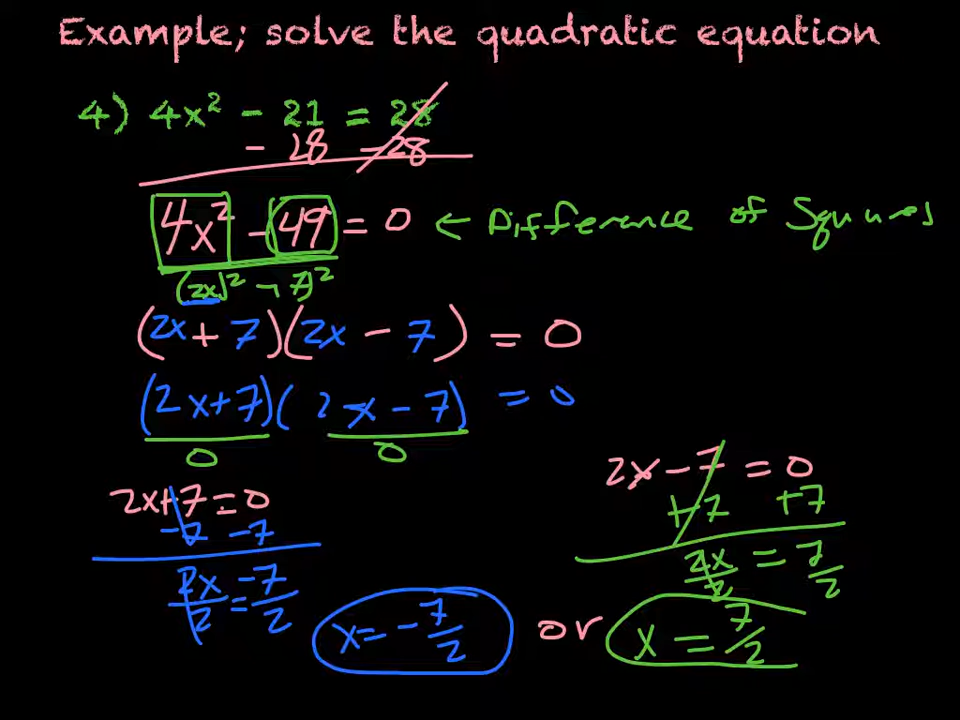 Example; solve the quadratic equation
4) 4x² - 21 = 28
- 28 - 28
4x² - 49 = 0 ← Difference of Squares
(2x)² - 7)²
(2x + 7)(2x - 7) = 0
(2x+7)(2x - 7) = 0
0 0
2x+7=0
-7 -7
2x/2 = -7/2
x = -7/2
or
2x - 7 = 0
+7 +7
2x/2 = 7/2
x = 7/2